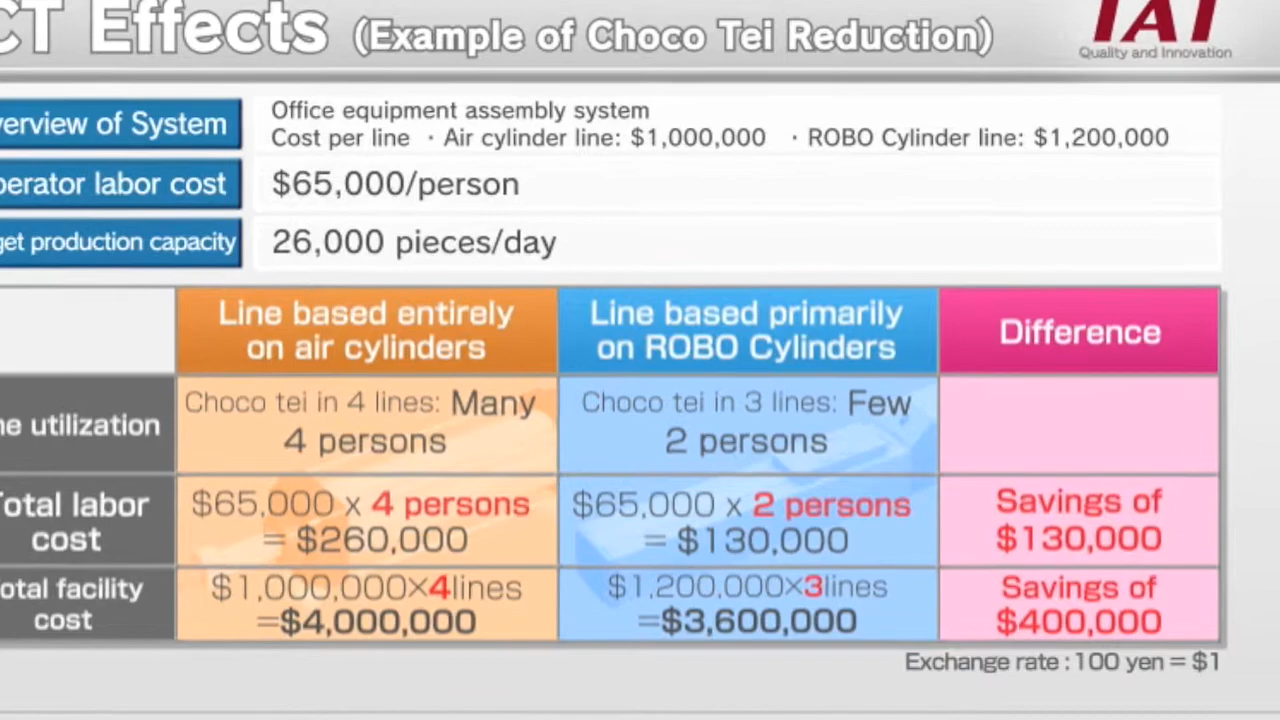 CT Effects (Example of Choco Tei Reduction)
IAI
Quality and Innovation
verview of System
Office equipment assembly system
Cost per line ・Air cylinder line: $1,000,000 ・ROBO Cylinder line: $1,200,000
perator labor cost
$65,000/person
get production capacity
26,000 pieces/day
Line based entirely
on air cylinders
Line based primarily
on ROBO Cylinders
Difference
ne utilization
Choco tei in 4 lines: Many
4 persons
Choco tei in 3 lines: Few
2 persons
Total labor
cost
$65,000 x 4 persons
= $260,000
$65,000 x 2 persons
= $130,000
Savings of
$130,000
otal facility
cost
$1,000,000×4lines
=$4,000,000
$1,200,000×3lines
=$3,600,000
Savings of
$400,000
Exchange rate : 100 yen = $1